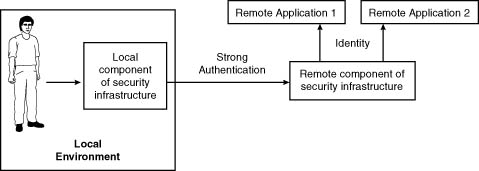 Remote Application 1
Remote Application 2
Local
component
of security
infrastructure
Strong
Authentication
Identity
Remote component of
security infrastructure
Local
Environment